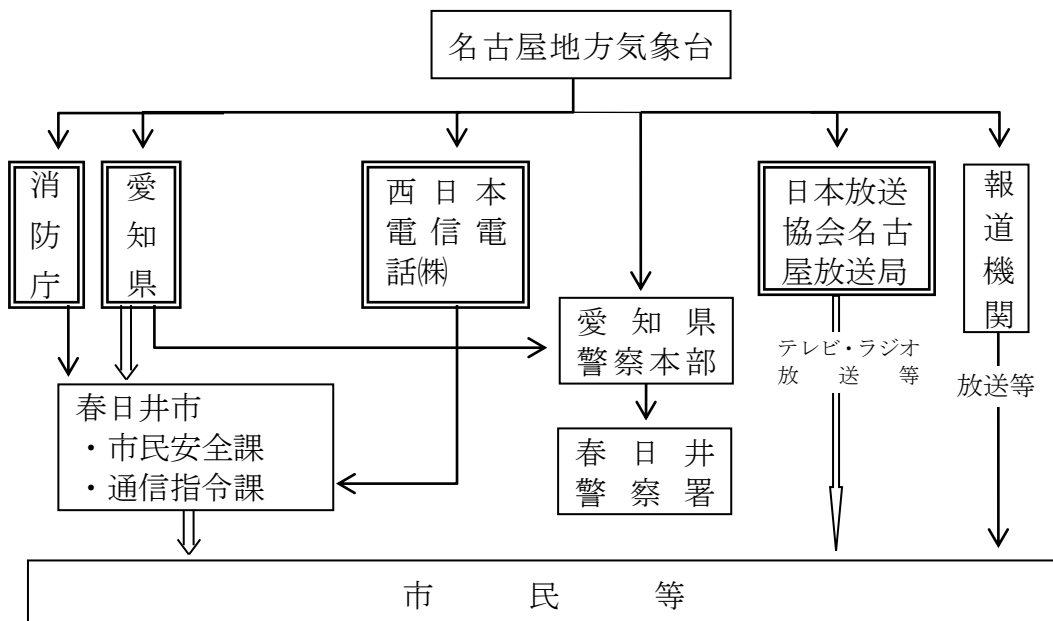 名古屋地方気象台
消防庁
愛知県
西日本
電信電
話㈱
日本放送
協会名古
屋放送局
報道機関
愛知県
警察本部
テレビ・ラジオ
放送等
放送等
春日井市
・市民安全課
・通信指令課
春日井
警察署
市民等